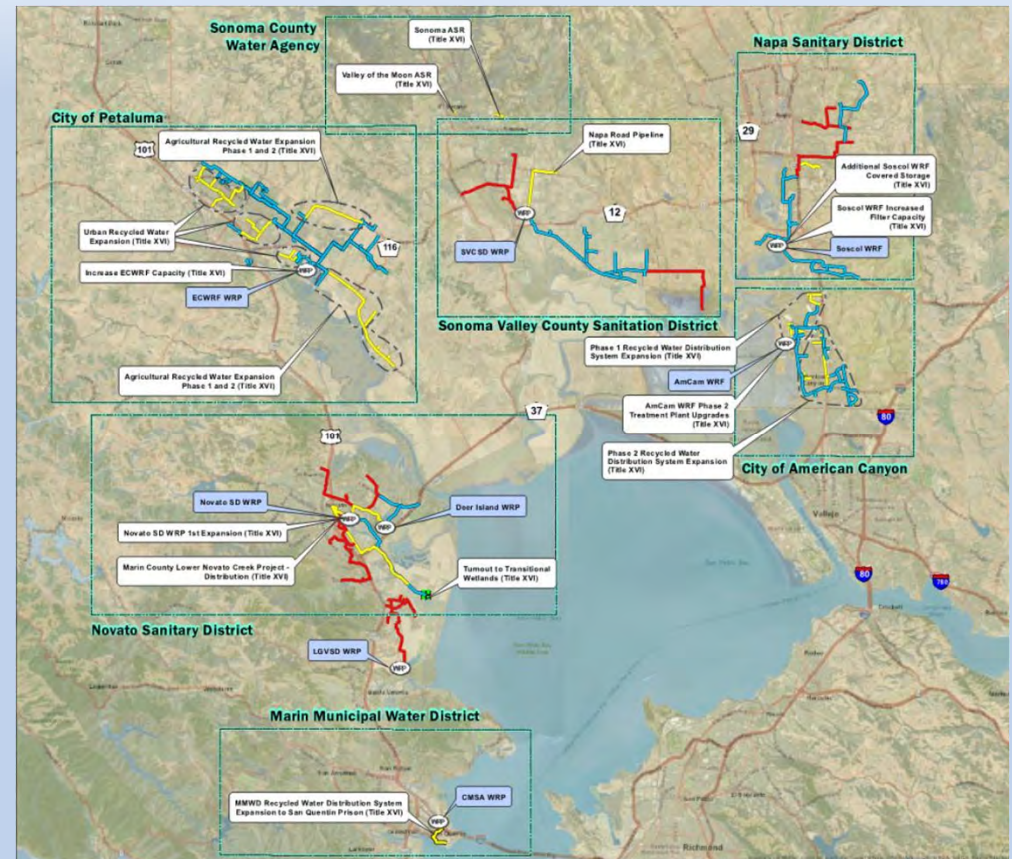 Sonoma County
Water Agency
Sonoma ASR
(Title XVI)
Valley of the Moon ASR
(Title XVI)
Napa Sanitary District
29
Additional Soscol WRF
Covered Storage
(Title XVI)
Soscol WRF Increased
Filter Capacity
(Title XVI)
WRP
Soscol WRF
City of Petaluma
101
Agricultural Recycled Water Expansion
Phase 1 and 2 (Title XVI)
Urban Recycled Water
Expansion (Title XVI)
116
Increase ECWRF Capacity (Title XVI)
WRP
ECWRF WRP
Agricultural Recycled Water Expansion
Phase 1 and 2 (Title XVI)
Napa Road Pipeline
(Title XVI)
WRP
12
SVCSD WRP
Sonoma Valley County Sanitation District
Phase 1 Recycled Water Distribution
System Expansion (Title XVI)
WRP
AmCam WRF
AmCam WRF Phase 2
Treatment Plant Upgrades
(Title XVI)
80
Phase 2 Recycled Water
Distribution System Expansion
(Title XVI)
City of American Canyon
37
101
Novato SD WRP
WRP
WRP
Deer Island WRP
Novato SD WRP 1st Expansion (Title XVI)
Marin County Lower Novato Creek Project -
Distribution (Title XVI)
Turnout to Transitional
Wetlands (Title XVI)
Novato Sanitary District
LGVSD WRP
WRP
Vallejo
80
780
Marin Municipal Water District
CMSA WRP
MMWD Recycled Water Distribution System
Expansion to San Quentin Prison (Title XVI)
WRP
Richmond